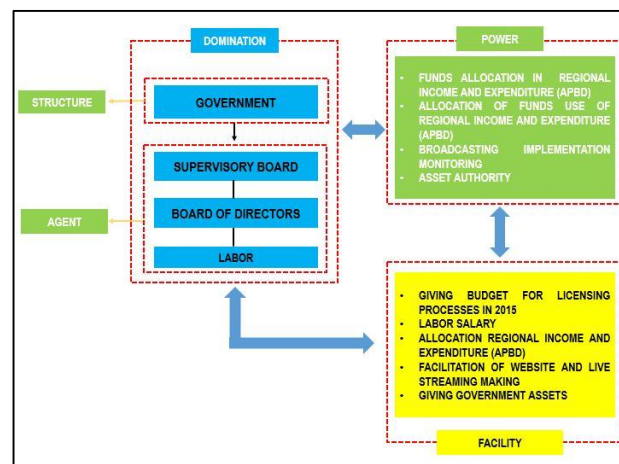 DOMINATION
STRUCTURE
GOVERNMENT
SUPERVISORY BOARD
AGENT
BOARD OF DIRECTORS
LABOR
POWER
• FUNDS ALLOCATION IN REGIONAL
INCOME AND EXPENDITURE (APBD)
• ALLOCATION OF FUNDS USE OF
REGIONAL INCOME AND EXPENDITURE
(APBD)
• BROADCASTING IMPLEMENTATION
MONITORING
• ASSET AUTHORITY
• GIVING BUDGET FOR LICENSING
PROCESSES IN 2015
• LABOR SALARY
• ALLOCATION REGIONAL INCOME AND
EXPENDITURE (APBD)
• FACILITATION OF WEBSITE AND LIVE
STREAMING MAKING
• GIVING GOVERNMENT ASSETS
FACILITY